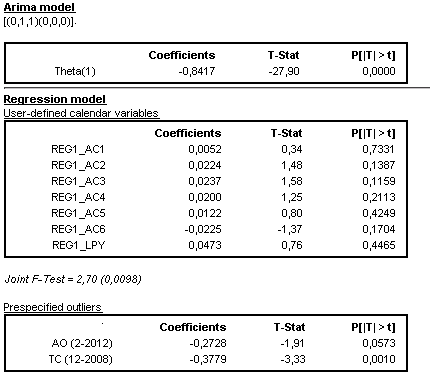 Arima model
[(0,1,1)(0,0,0)].
Coefficients T-Stat P[|T| > t]
Theta(1) -0,8417 -27,90 0,0000
Regression model
User-defined calendar variables
Coefficients T-Stat P[|T| > t]
REG1_AC1 0,0052 0,34 0,7331
REG1_AC2 0,0224 1,48 0,1387
REG1_AC3 0,0237 1,58 0,1159
REG1_AC4 0,0200 1,25 0,2113
REG1_AC5 0,0122 0,80 0,4249
REG1_AC6 -0,0225 -1,37 0,1704
REG1_LPY 0,0473 0,76 0,4465
Joint F-Test = 2,70 (0,0098)
Prespecified outliers
Coefficients T-Stat P[|T| > t]
AO (2-2012) -0,2728 -1,91 0,0573
TC (12-2008) -0,3779 -3,33 0,0010